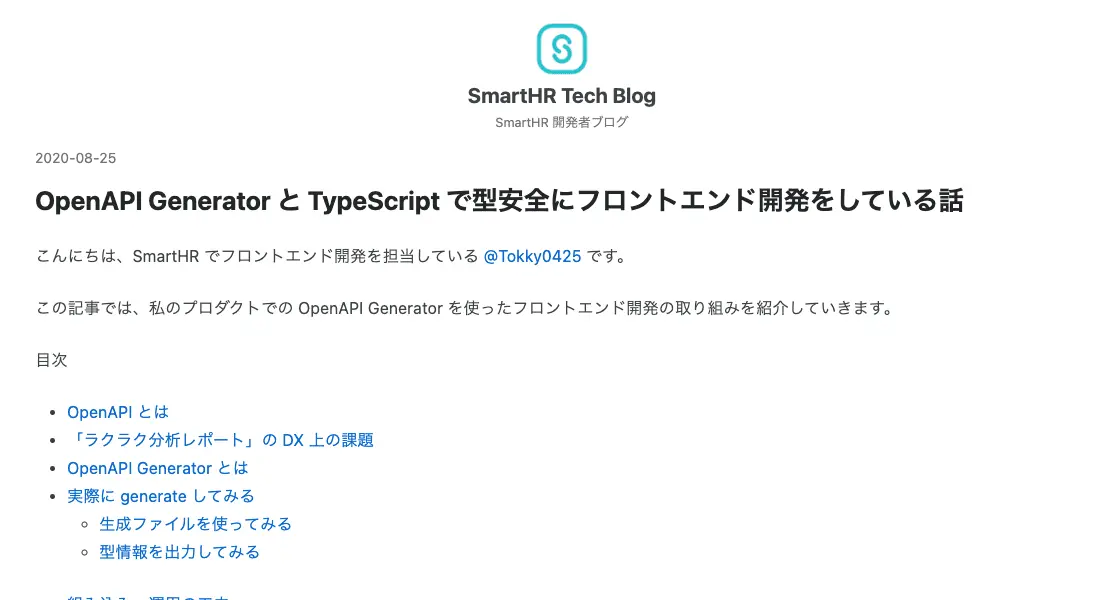 SmartHR Tech Blog
SmartHR 開発者ブログ
2020-08-25
OpenAPI Generator と TypeScript で型安全にフロントエンド開発をしている話
こんにちは、SmartHR でフロントエンド開発を担当している @Tokky0425 です。
この記事では、私のプロダクトでの OpenAPI Generator を使ったフロントエンド開発の取り組みを紹介していきます。
目次
OpenAPI とは
「ラクラク分析レポート」の DX 上の課題
OpenAPI Generator とは
実際に generate してみる
生成ファイルを使ってみる
型情報を出力してみる